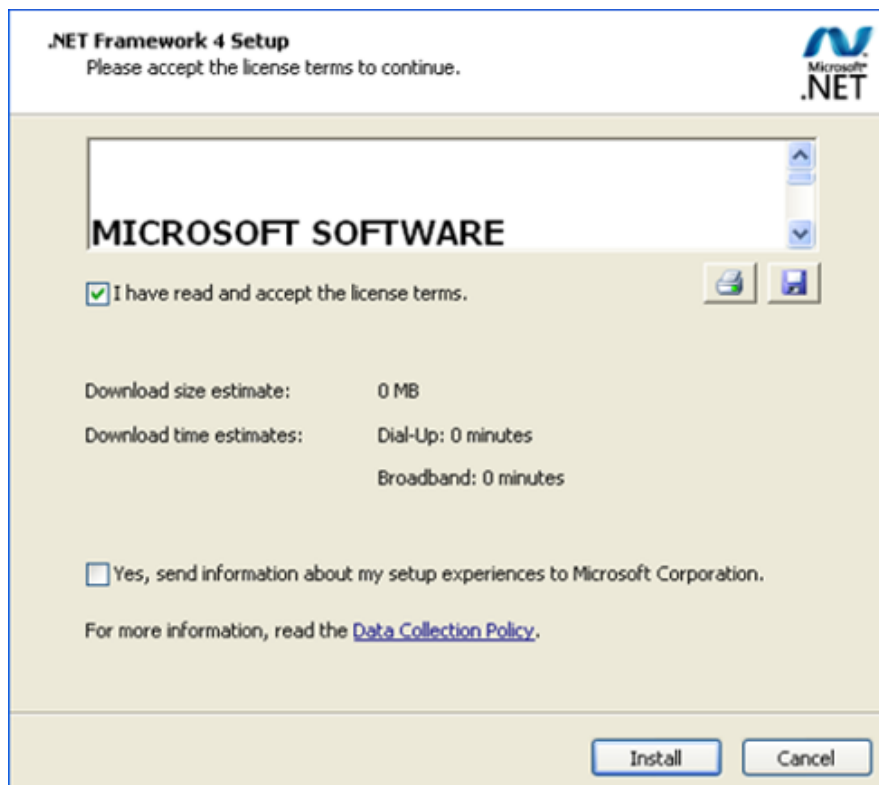 .NET Framework 4 Setup
Please accept the license terms to continue.
Microsoft®
.NET
MICROSOFT SOFTWARE
I have read and accept the license terms.
Download size estimate: 0 MB
Download time estimates: Dial-Up: 0 minutes
Broadband: 0 minutes
Yes, send information about my setup experiences to Microsoft Corporation.
For more information, read the Data Collection Policy.
Install Cancel